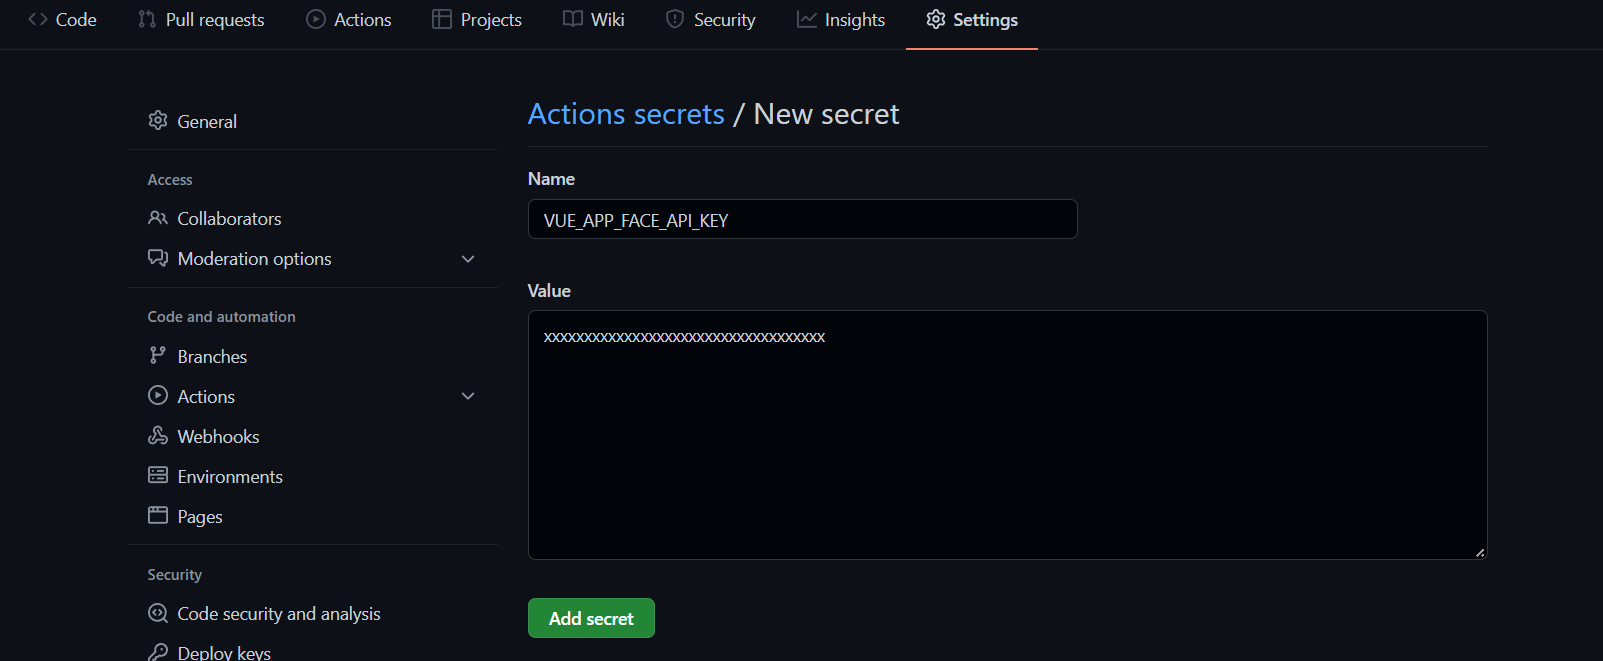 Code Pull requests Actions Projects Wiki Security Insights Settings
General
Access
Collaborators
Moderation options
Code and automation
Branches
Actions
Webhooks
Environments
Pages
Security
Code security and analysis
Deploy keys
Actions secrets / New secret
Name
VUE_APP_FACE_API_KEY
Value
xxxxxxxxxxxxxxxxxxxxxxxxxxxxxxxxxxx
Add secret